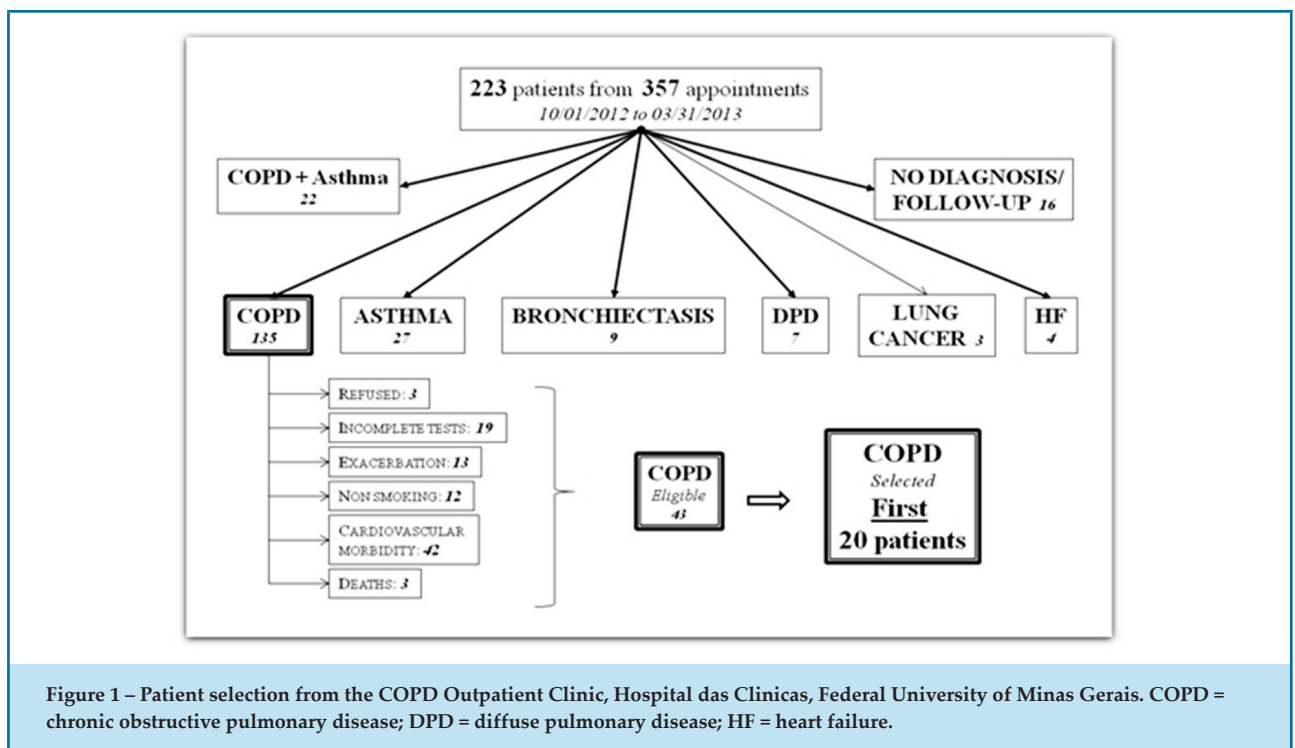 223 patients from 357 appointments
10/01/2012 to 03/31/2013
COPD + Asthma
22
NO DIAGNOSIS/
FOLLOW-UP 16
COPD
135
ASTHMA
27
BRONCHIECTASIS
9
DPD
7
LUNG
CANCER 3
HF
4
REFUSED: 3
INCOMPLETE TESTS: 19
EXACERBATION: 13
NON SMOKING: 12
CARDIOVASCULAR
MORBIDITY: 42
DEATHS: 3
COPD
Eligible
43
COPD
Selected
First
20 patients
Figure 1 – Patient selection from the COPD Outpatient Clinic, Hospital das Clinicas, Federal University of Minas Gerais. COPD =
chronic obstructive pulmonary disease; DPD = diffuse pulmonary disease; HF = heart failure.